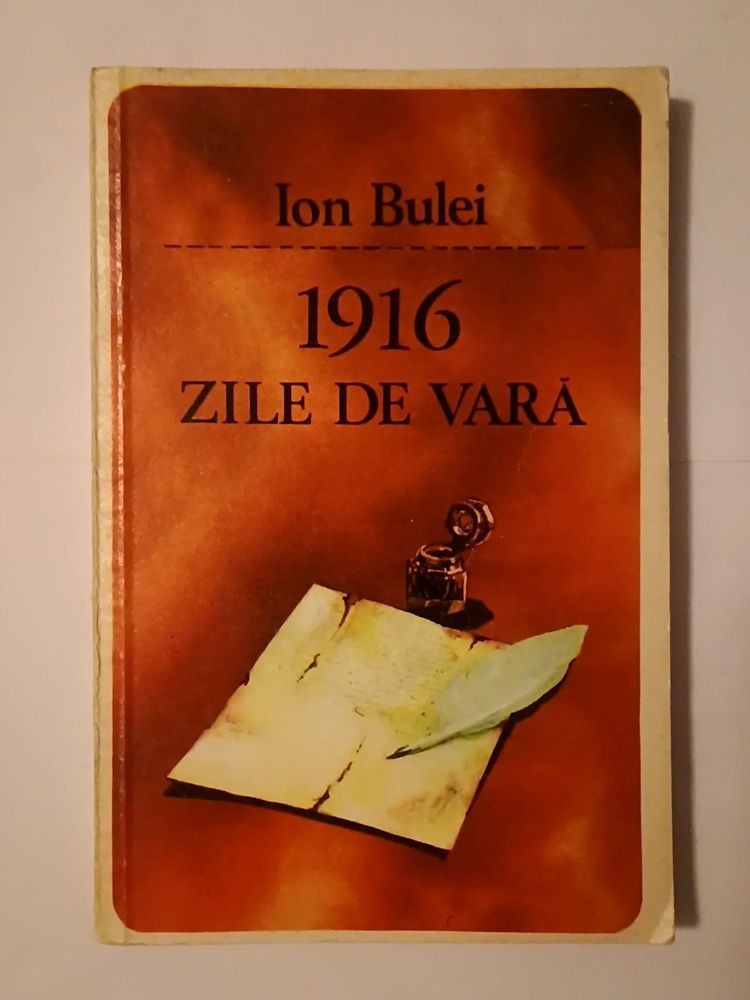 Ion Bulei
1916
ZILE DE VARĂ